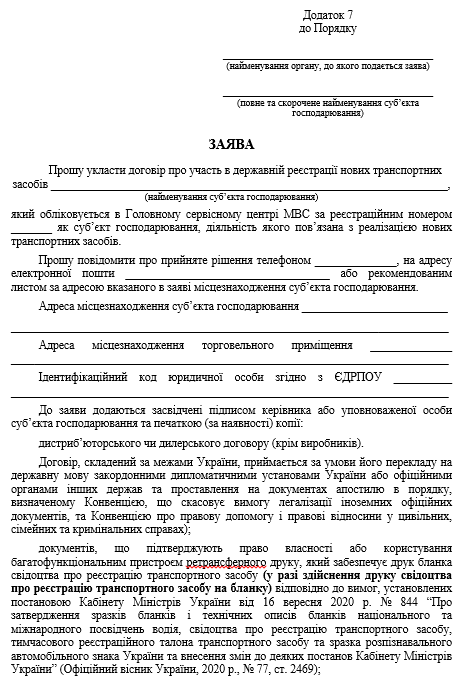 Додаток 7
до Порядку
(найменування органу, до якого подається заява)
(повне та скорочене найменування суб’єкта
господарювання)
ЗАЯВА
Прошу укласти договір про участь в державній реєстрації нових транспортних
засобів ______________________________________________,
(найменування суб’єкта господарювання)
який обліковується в Головному сервісному центрі МВС за реєстраційним номером
_______ як суб’єкт господарювання, діяльність якого пов’язана з реалізацією нових
транспортних засобів.
Прошу повідомити про прийняте рішення телефоном ____________, на адресу
електронної пошти ______________________________ або рекомендованим
листом за адресою вказаного в заяві місцезнаходження суб’єкта господарювання.
Адреса місцезнаходження суб’єкта господарювання ______________________
Адреса місцезнаходження торговельного приміщення ____________
Ідентифікаційний код юридичної особи згідно з ЄДРПОУ _________
До заяви додаються засвідчені підписом керівника або уповноваженої особи
суб’єкта господарювання та печаткою (за наявності) копії:
дистриб’юторського чи дилерського договору (крім виробників).
Договір, складений за межами України, приймається за умови його перекладу на
державну мову закордонними дипломатичними установами України або офіційними
органами інших держав та проставлення на документах апостилю в порядку,
визначеному Конвенцією, що скасовує вимогу легалізації іноземних офіційних
документів, та Конвенцією про правову допомогу і правові відносини у цивільних,
сімейних та кримінальних справах);
документів, що підтверджують право власності або користування
багатофункціональним пристроєм ретрансферного друку, який забезпечує друк бланка
свідоцтва про реєстрацію транспортного засобу (у разі здійснення друку свідоцтва
про реєстрацію транспортного засобу на бланку) відповідно до вимог, установлених
постановою Кабінету Міністрів України від 16 вересня 2020 р. № 844 “Про
затвердження зразків бланків і технічних описів бланків національного та
міжнародного посвідчень водія, свідоцтва про реєстрацію транспортного засобу,
тимчасового реєстраційного талона транспортного засобу та зразка розпізнавального
автомобільного знака України та внесення змін до деяких постанов Кабінету Міністрів
України” (Офіційний вісник України, 2020 р., № 77, ст. 2469);